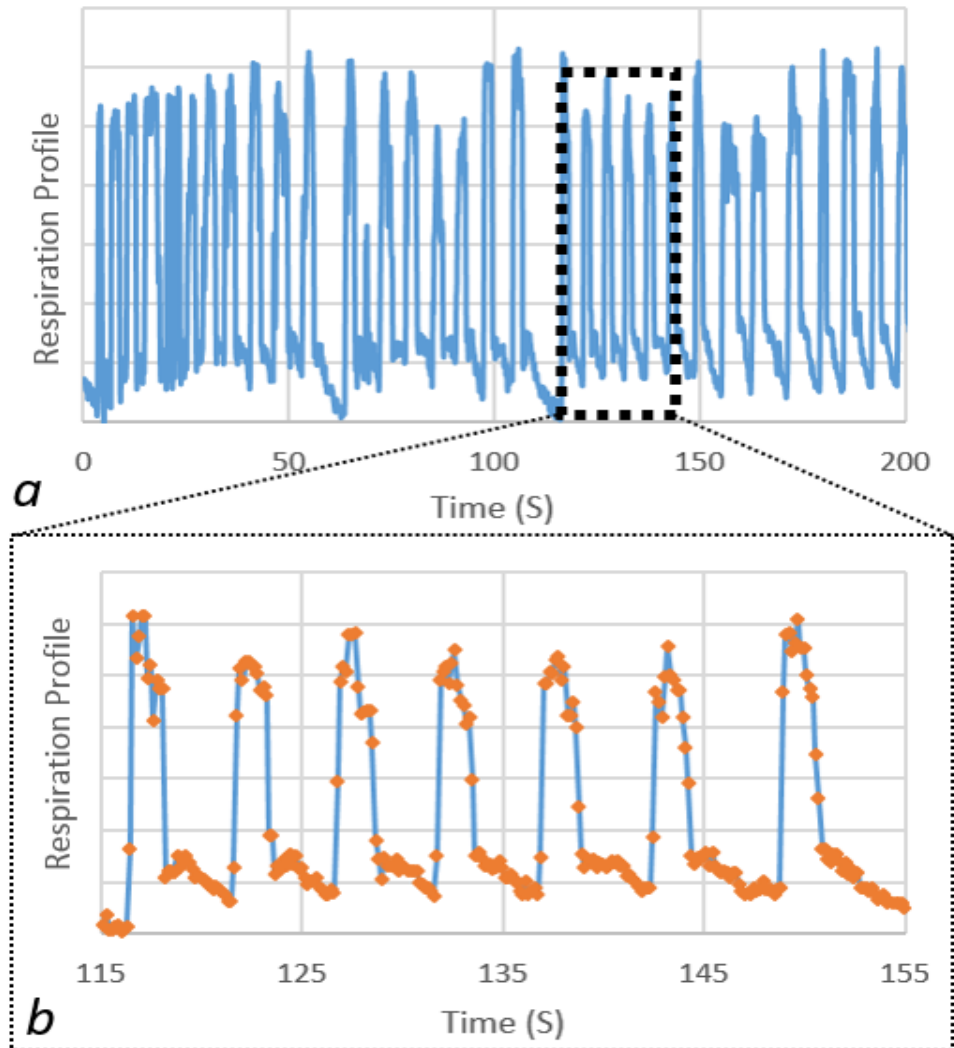 Respiration Profile
0 50 100 150 200
a
Time (S)
Respiration Profile
115 125 135 145 155
b
Time (S)